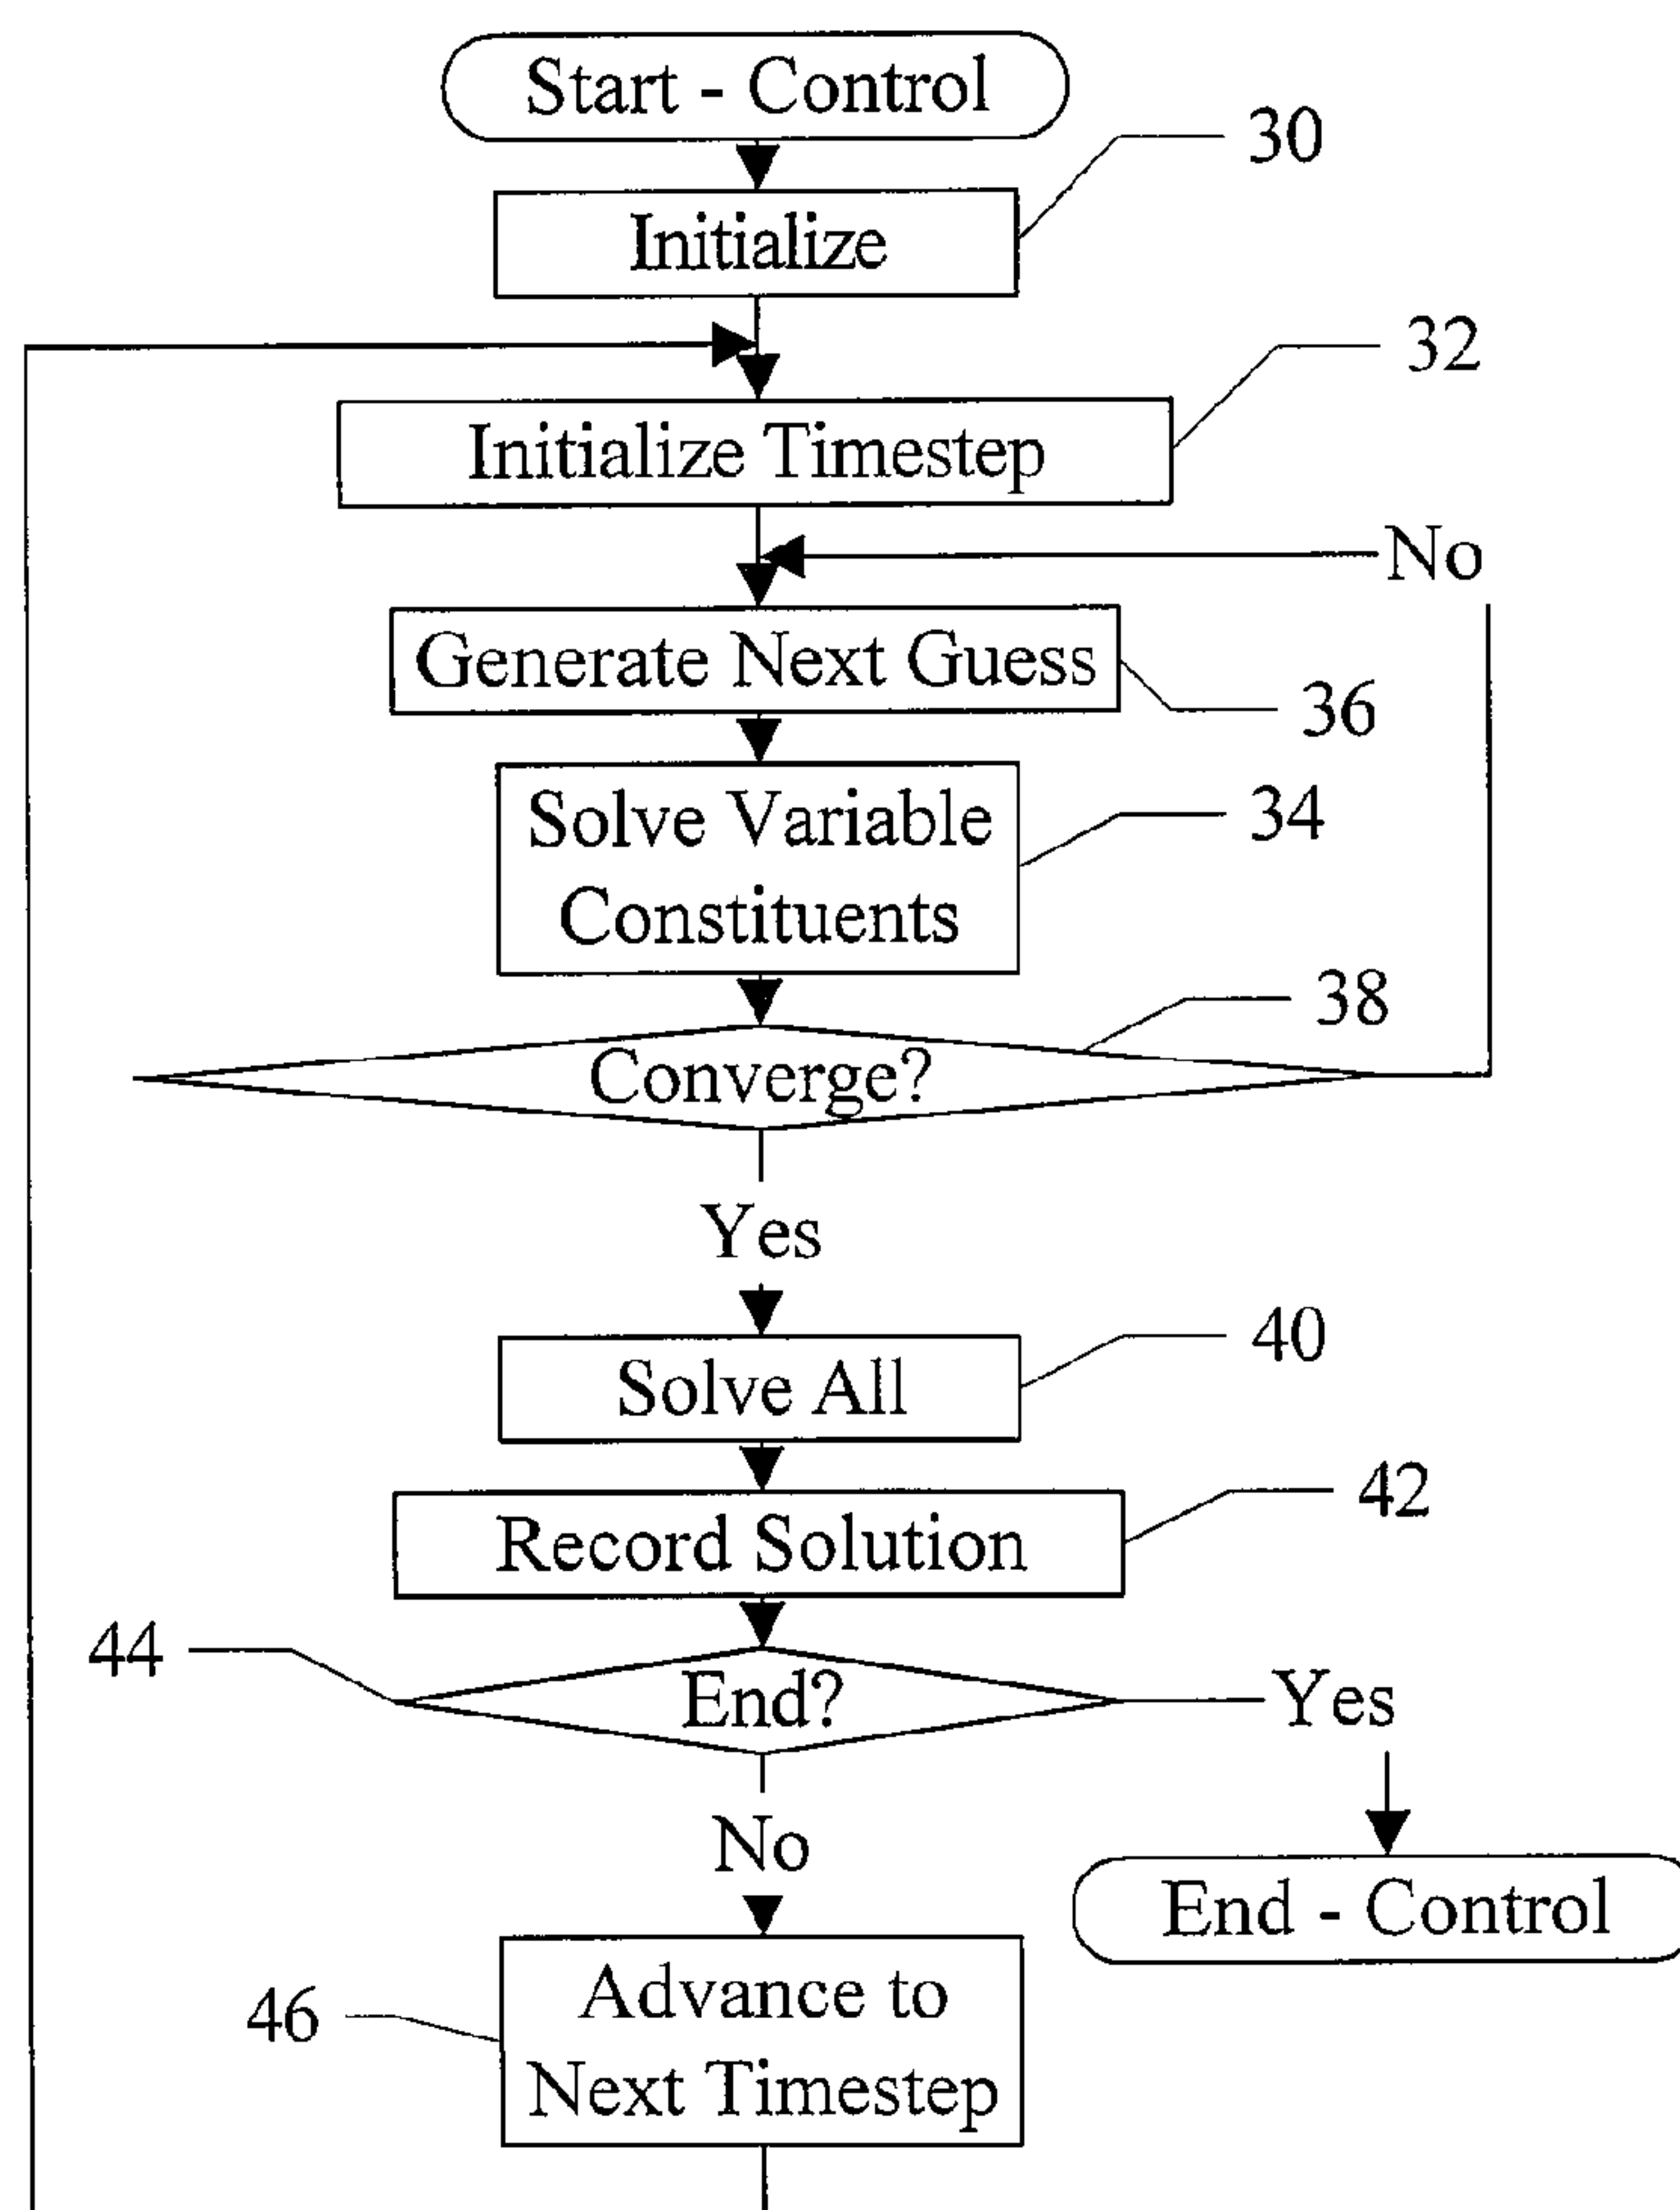 Start - Control
30
Initialize
32
Initialize Timestep
No
Generate Next Guess
36
Solve Variable
Constituents
34
38
Converge?
Yes
40
Solve All
42
Record Solution
44
End?
Yes
No
End - Control
46
Advance to
Next Timestep